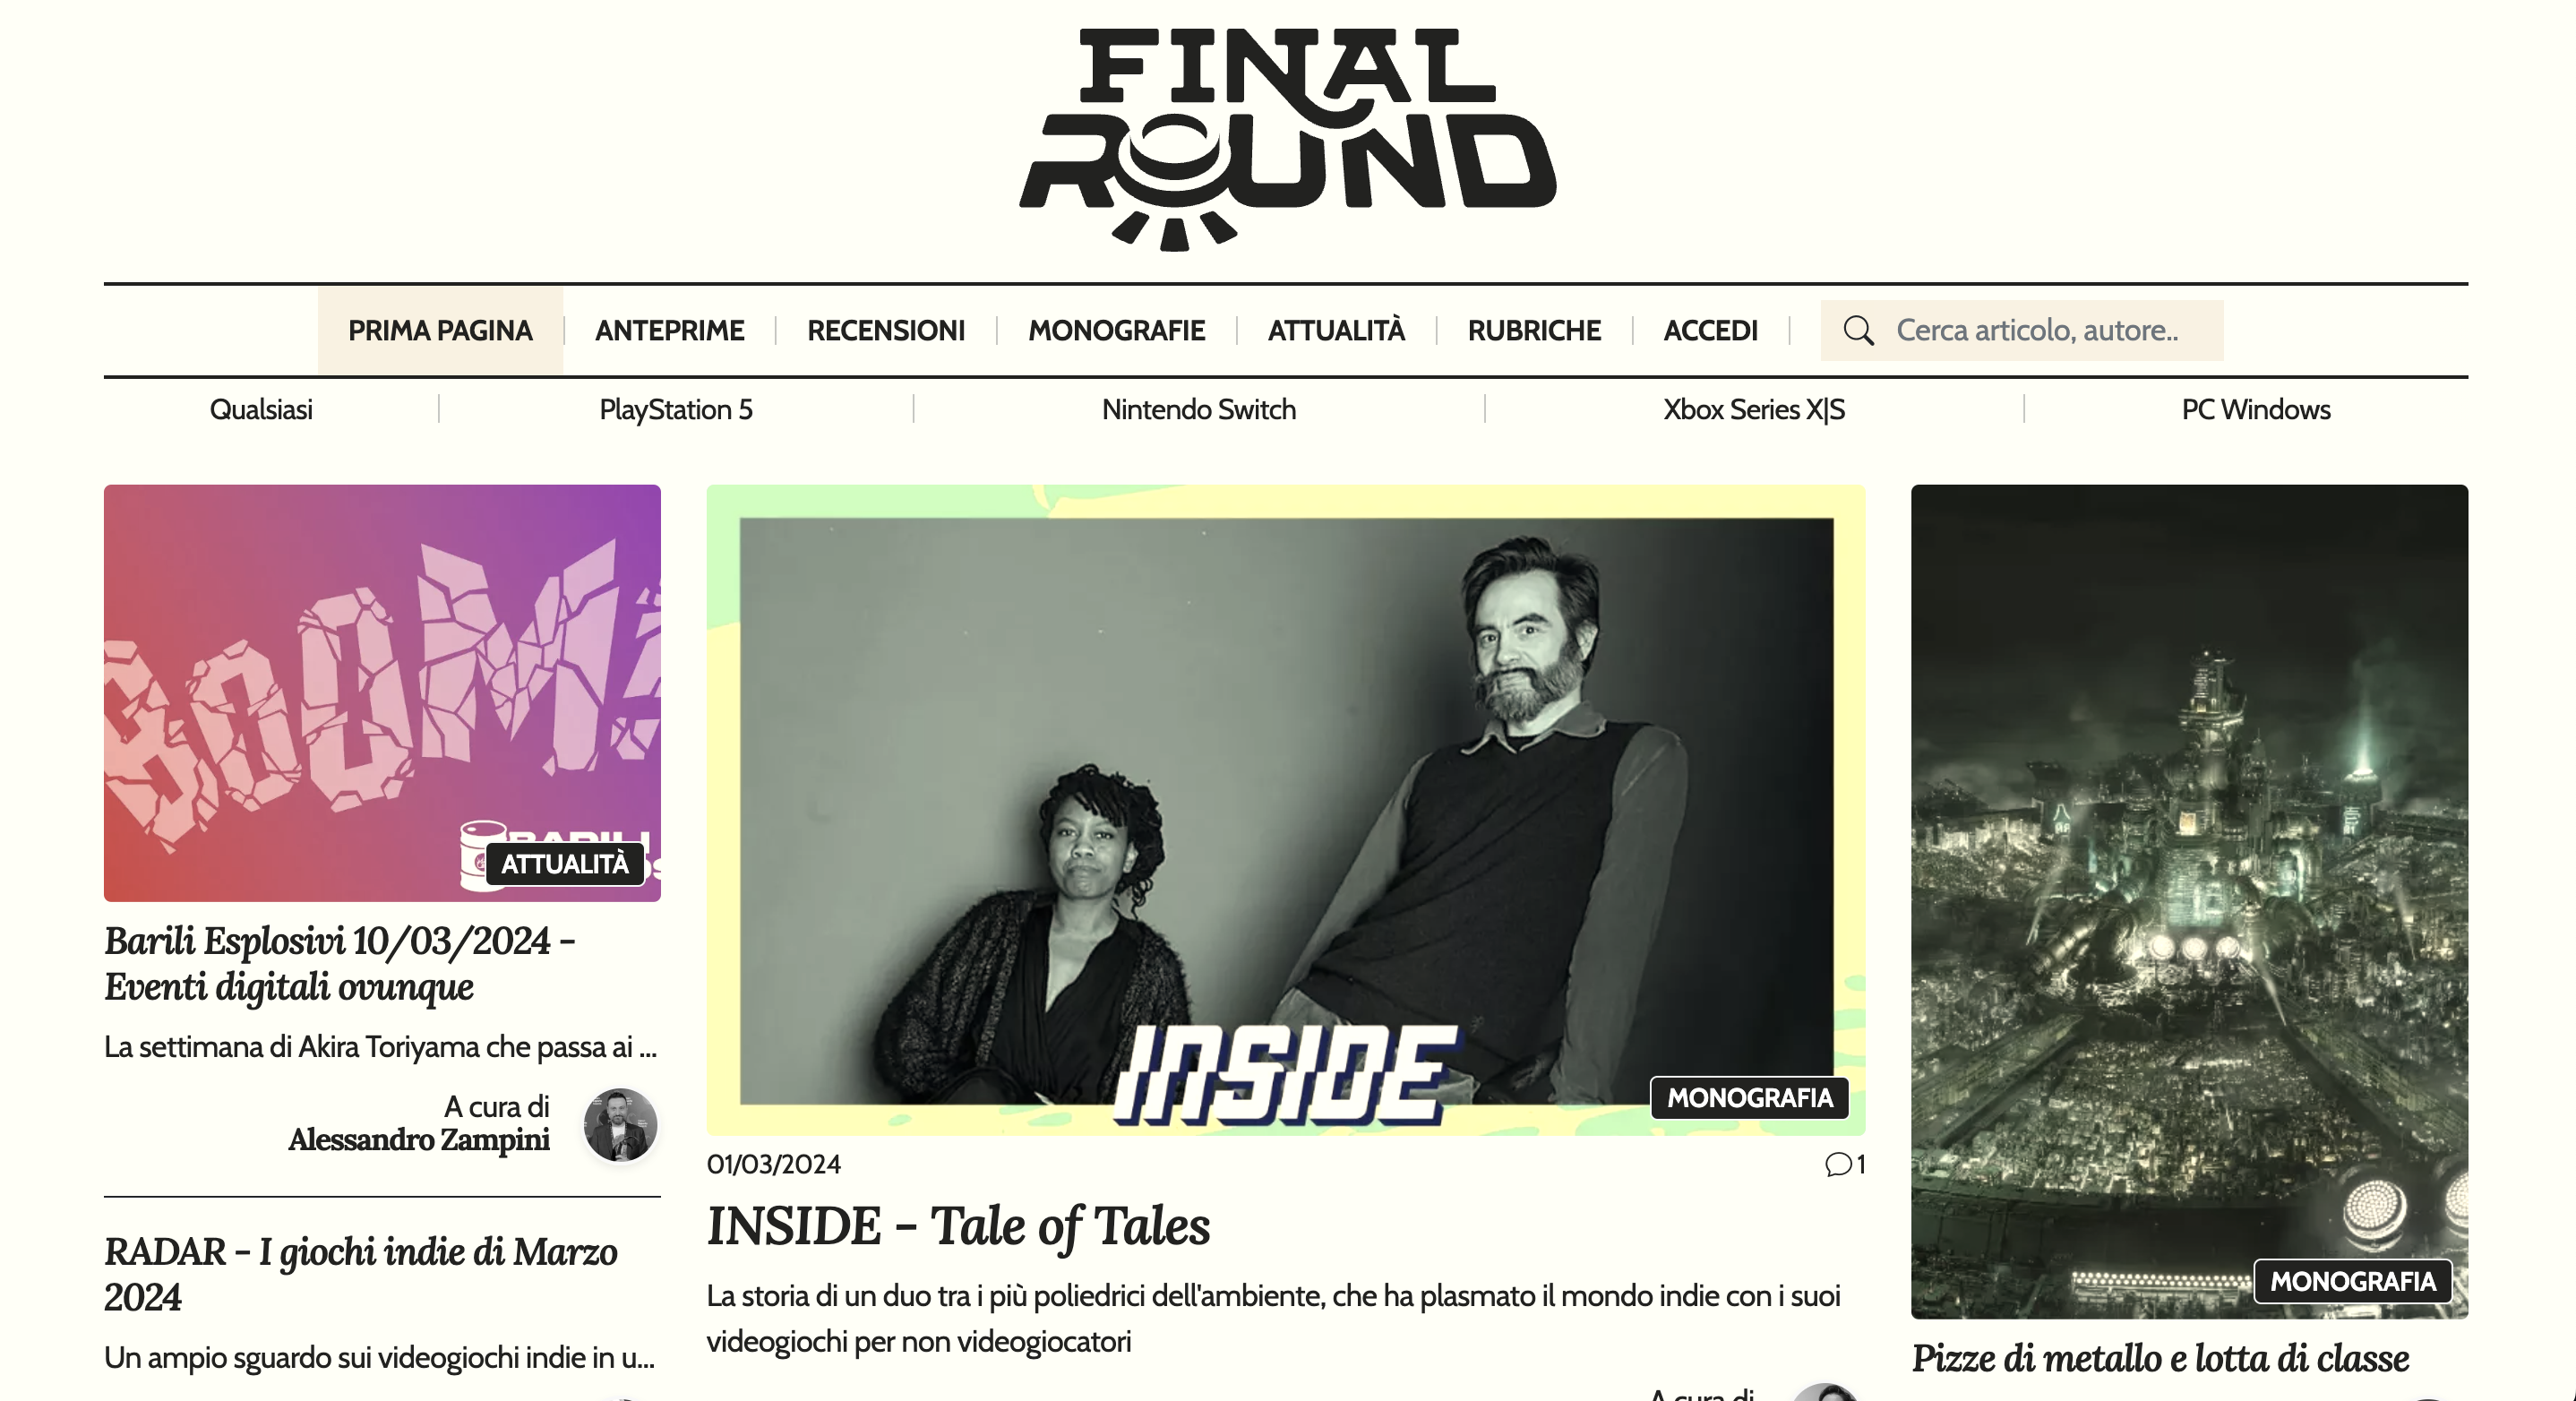 FINAL
ROUND
PRIMA PAGINA
ANTEPRIME
RECENSIONI
MONOGRAFIE
ATTUALITÀ
RUBRICHE
ACCEDI
Cerca articolo, autore..
Qualsiasi
PlayStation 5
Nintendo Switch
Xbox Series X|S
PC Windows
BOOM
ATTUALITÀ
Barili Esplosivi 10/03/2024 -
Eventi digitali ovunque
La settimana di Akira Toriyama che passa ai ...
A cura di
Alessandro Zampini
RADAR - I giochi indie di Marzo
2024
Un ampio sguardo sui videogiochi indie in u...
INSIDE
MONOGRAFIA
01/03/2024
1
INSIDE - Tale of Tales
La storia di un duo tra i più poliedrici dell'ambiente, che ha plasmato il mondo indie con i suoi
videogiochi per non videogiocatori
A cura di
MONOGRAFIA
Pizze di metallo e lotta di classe